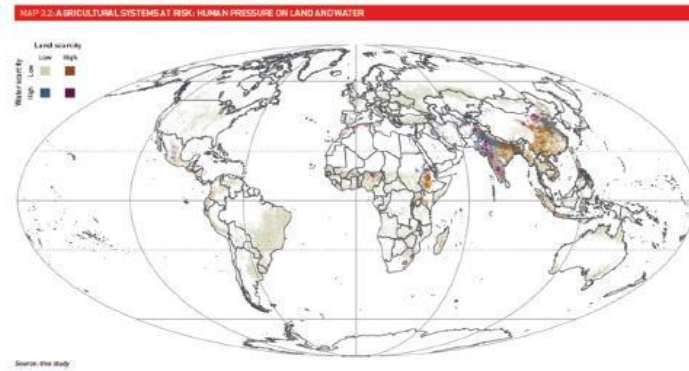 MAP 3.2: AGRICULTURAL SYSTEMS AT RISK: HUMAN PRESSURE ON LAND AND WATER
Land scarcity
Low High
Water scarcity
Low
High
Source: this study